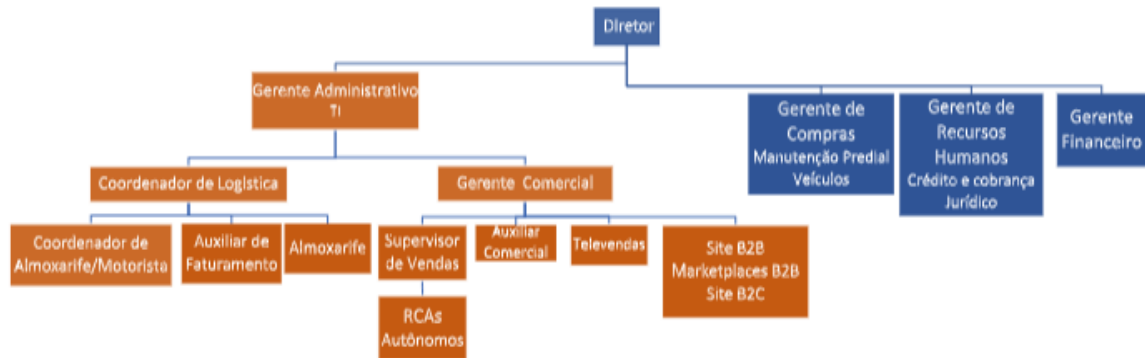 Diretor
Gerente Administrativo
TI
Gerente de
Compras
Manutenção Predial
Veículos
Gerente de
Recursos
Humanos
Crédito e cobrança
Jurídico
Gerente
Financeiro
Coordenador de Logística
Gerente Comercial
Coordenador de
Almoxarife/Motorista
Auxiliar de
Faturamento
Almoxarife
Supervisor
de Vendas
Auxiliar
Comercial
Televendas
Site B2B
Marketplaces B2B
Site B2C
RCAs
Autônomos